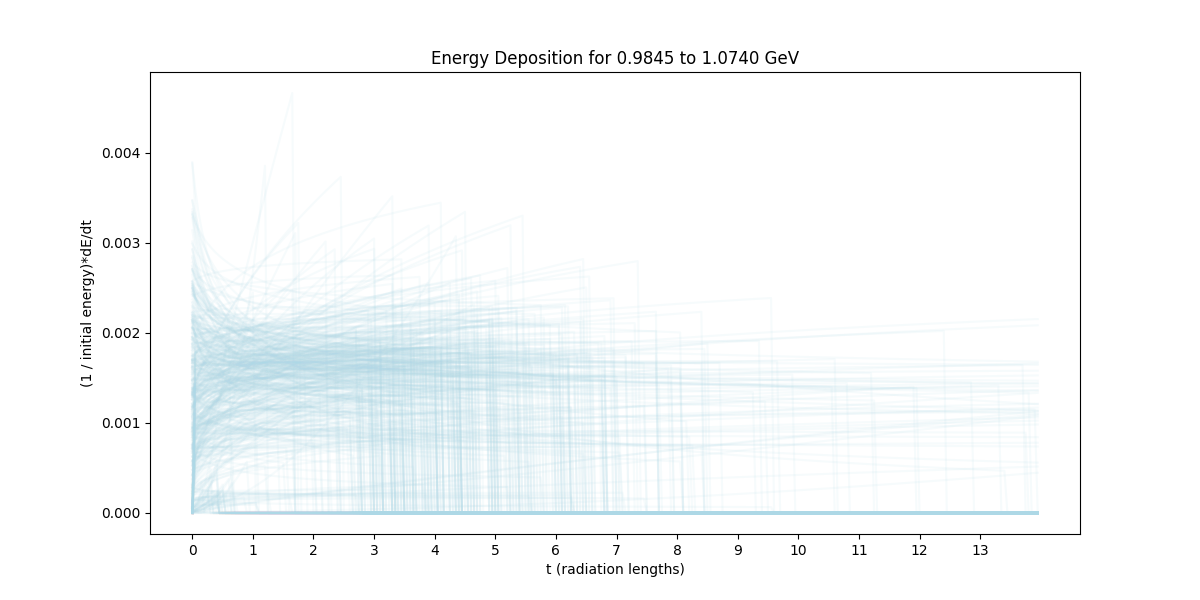 Energy Deposition for 0.9845 to 1.0740 GeV
(1 / initial energy)*dE/dt
0.004
0.003
0.002
0.001
0.000
0 1 2 3 4 5 6 7 8 9 10 11 12 13
t (radiation lengths)